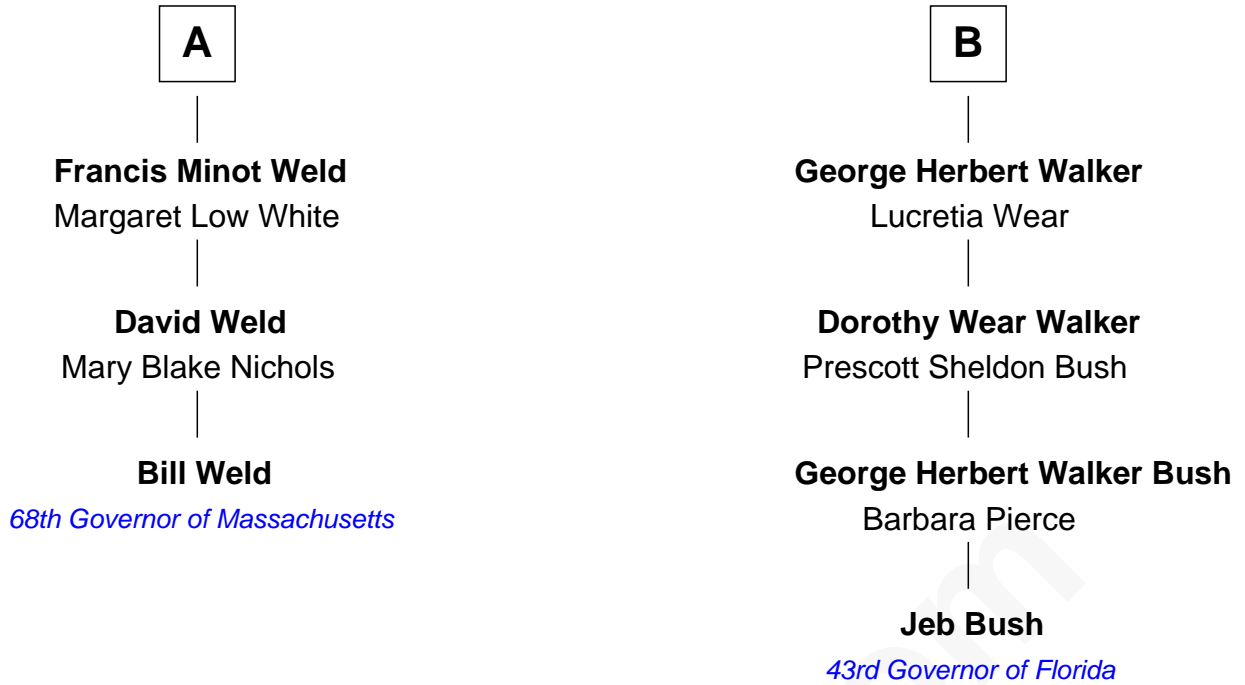 A
Francis Minot Weld
Margaret Low White
David Weld
Mary Blake Nichols
Bill Weld
68th Governor of Massachusetts
B
George Herbert Walker
Lucretia Wear
Dorothy Wear Walker
Prescott Sheldon Bush
George Herbert Walker Bush
Barbara Pierce
Jeb Bush
43rd Governor of Florida